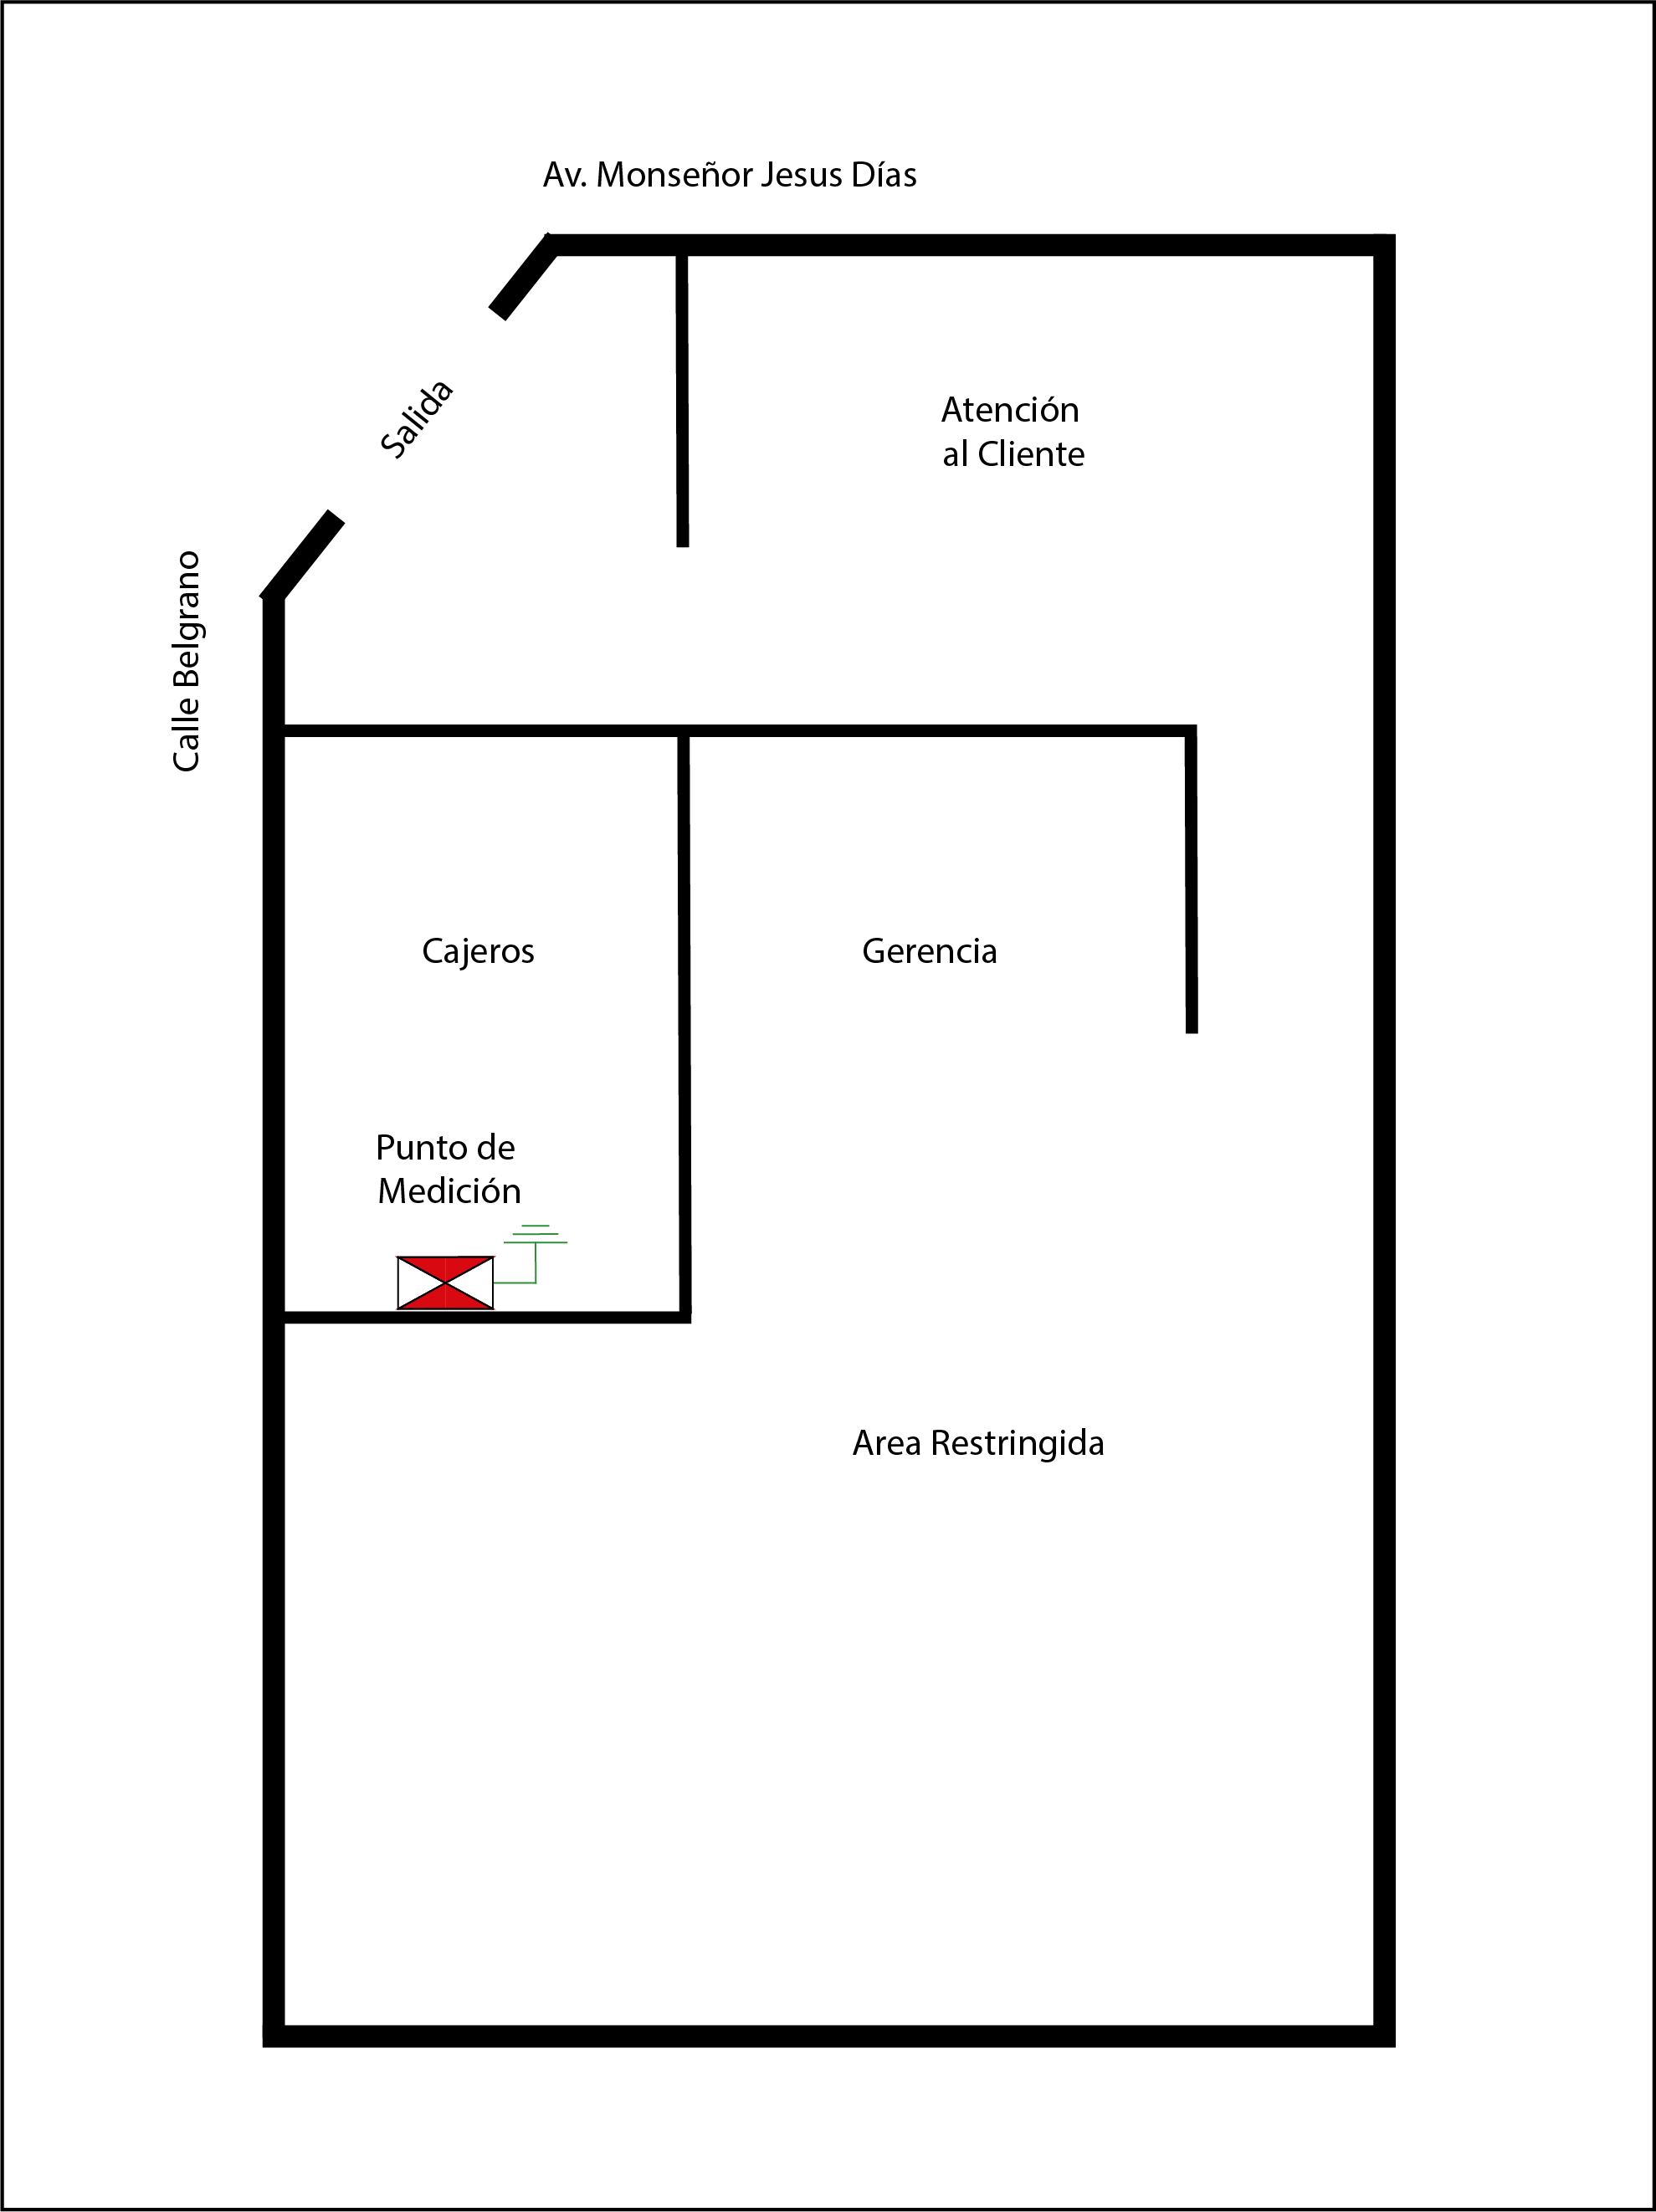 Av. Monseñor Jesus Días
Salida
Atención
al Cliente
Calle Belgrano
Cajeros
Gerencia
Punto de
Medición
Area Restringida